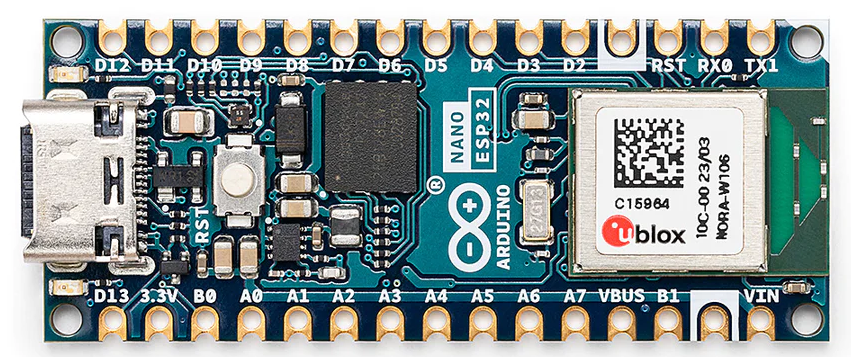 D12 D11 D10 D9 D8 D7 D6 D5 D4 D3 D2 RST RX0 TX1
RST
NANO
ESP32
®
ARDUINO
C15964
ublox
10C-00 23/03
NORA-W106
D13 3.3V B0 A0 A1 A2 A3 A4 A5 A6 A7 VBUS B1 VIN